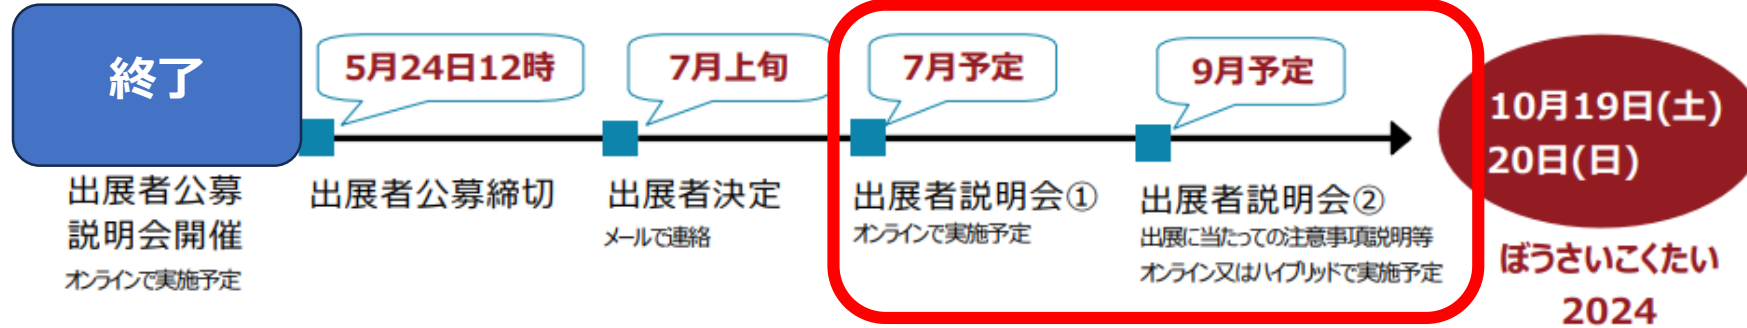 終了
出展者公募
説明会開催
オンラインで実施予定
5月24日12時
出展者公募締切
7月上旬
出展者決定
メールで連絡
7月予定
出展者説明会①
オンラインで実施予定
9月予定
出展者説明会②
出展に当たっての注意事項説明等
オンライン又はハイブリッドで実施予定
10月19日(土)
20日(日)
ぼうさいこくたい
2024